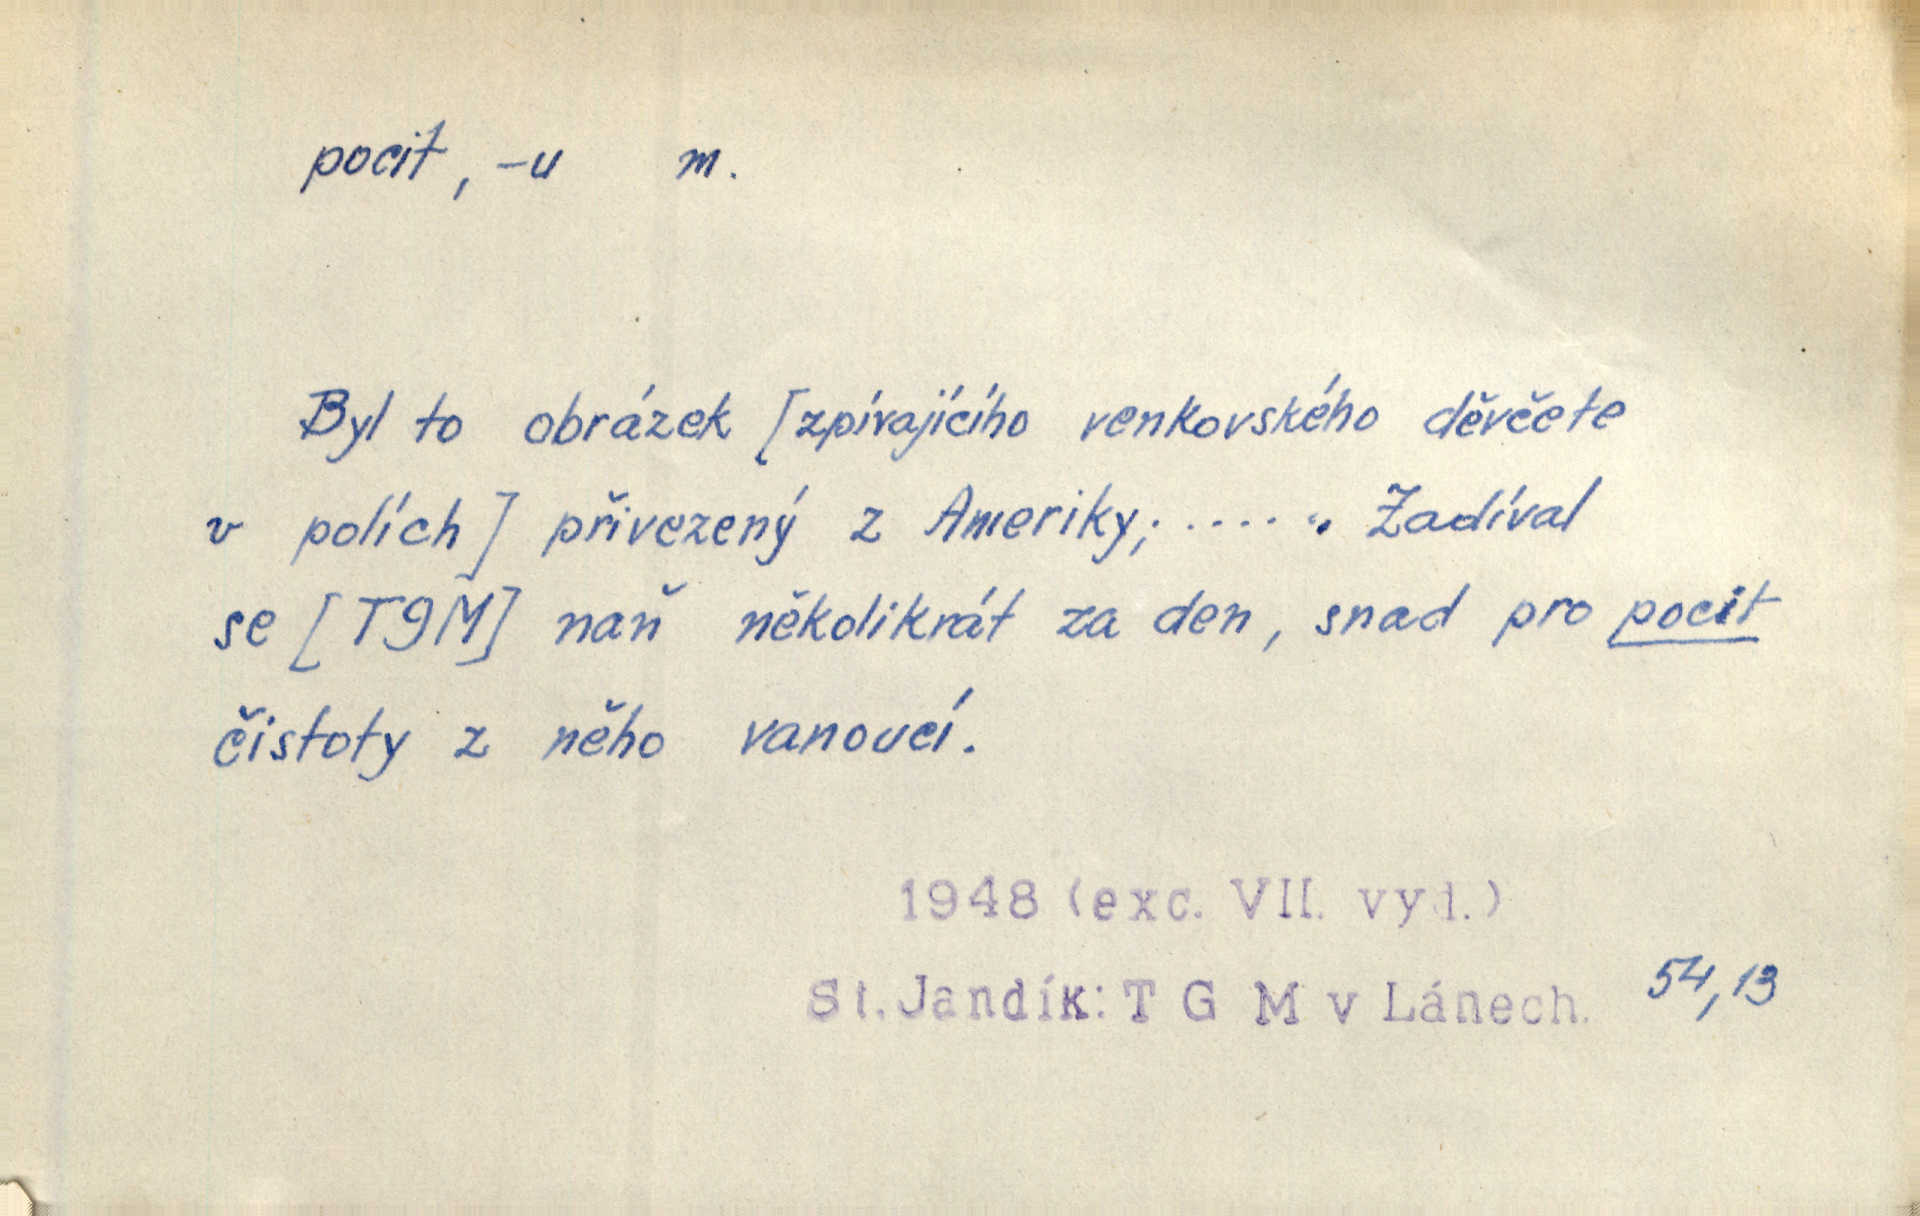 pocit, -u m.
Byl to obrázek [zpívajícího venkovského děvčete
v polích] přivezený z Ameriky; ..... Zadíval
se [TGM] naň několikrát za den, snad pro pocit
čistoty z něho vanoucí.
1948 (exc. VII. vyd.)
St. Jandík: T G M v Lánech. 54,13